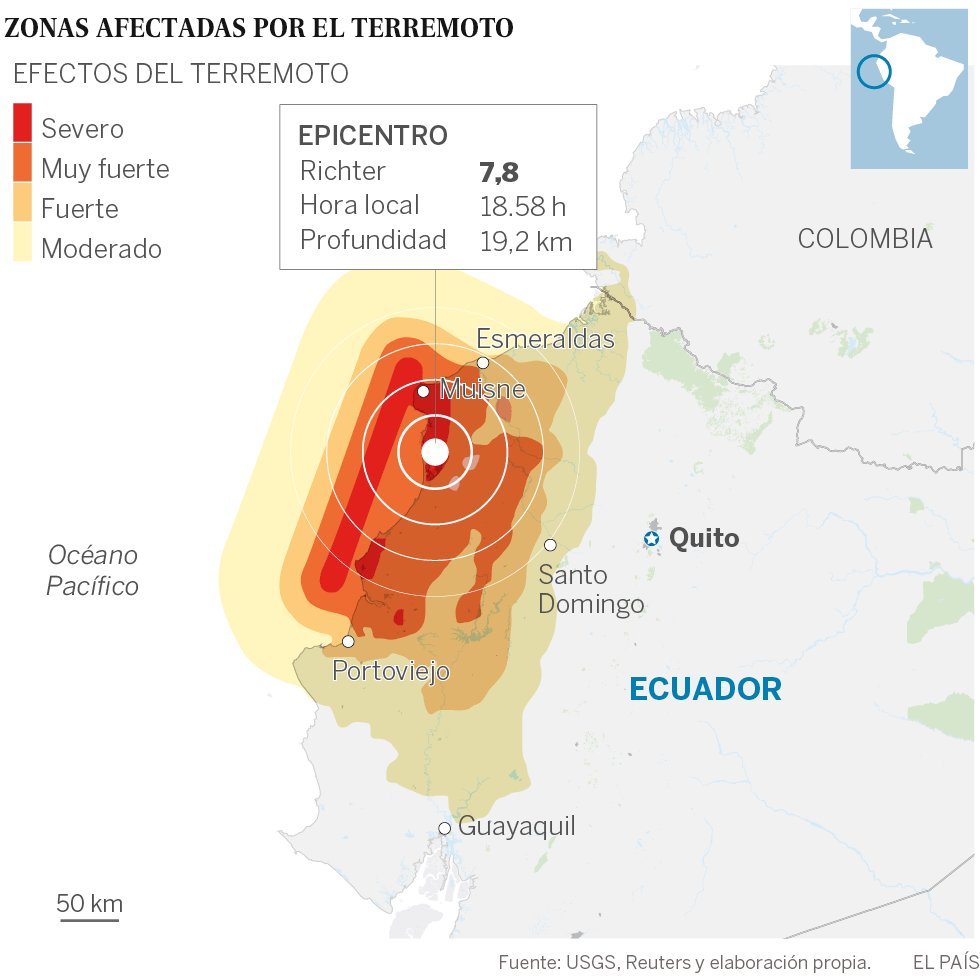 ZONAS AFECTADAS POR EL TERREMOTO
EFECTOS DEL TERREMOTO
Severo
Muy fuerte
Fuerte
Moderado
EPICENTRO
Richter 7,8
Hora local 18.58 h
Profundidad 19,2 km
COLOMBIA
Esmeraldas
Muisne
Quito
Océano
Pacífico
Santo
Domingo
Portoviejo
ECUADOR
Guayaquil
50 km
Fuente: USGS, Reuters y elaboración propia. EL PAÍS